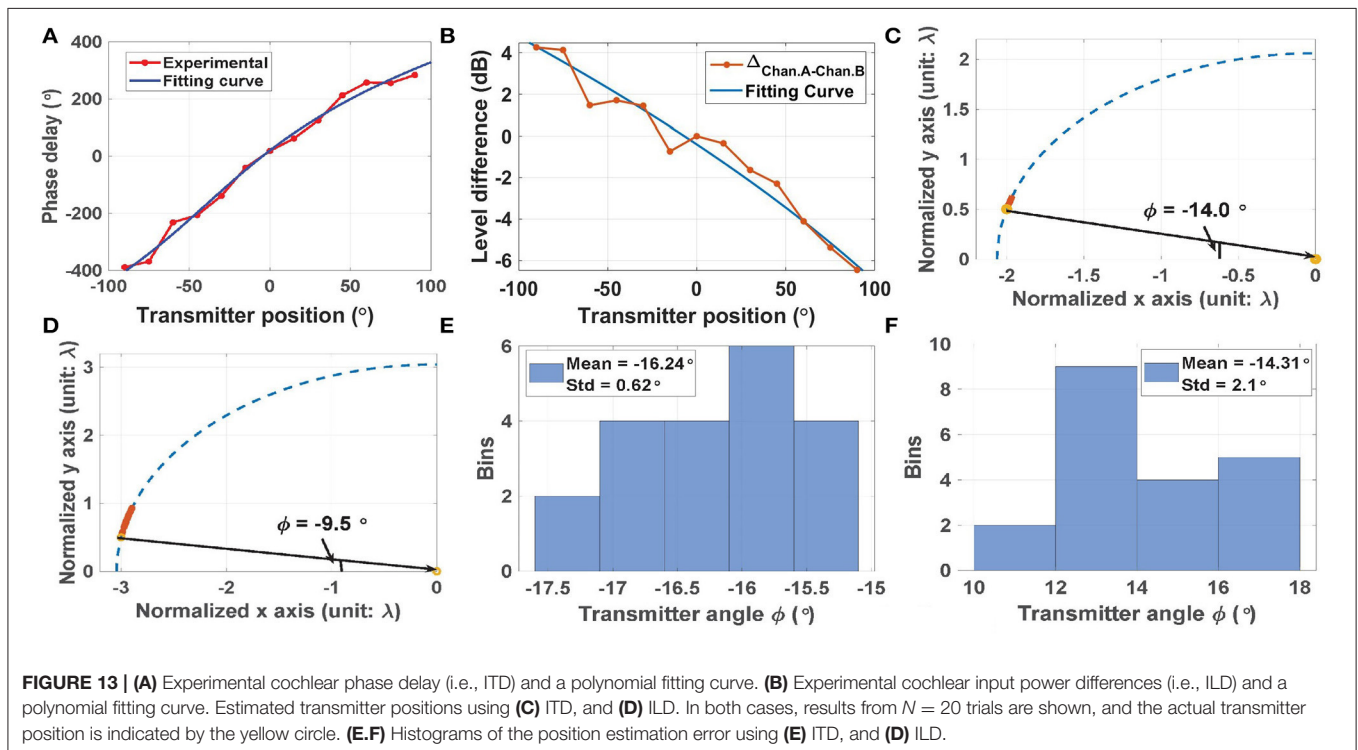 A
400
200
0
-200
-400
-100
-50
0
50
100
Phase delay (°)
Transmitter position (°)
Experimental
Fitting curve
B
4
2
0
-2
-4
-6
-100
-50
0
50
100
Level difference (dB)
Transmitter position (°)
Δ Chan.A-Chan.B
Fitting Curve
C
2
1.5
1
0.5
0
-2
-1.5
-1
-0.5
0
Normalized y axis (unit: λ)
Normalized x axis (unit: λ)
ϕ = -14.0 °
D
3
2
1
0
-3
-2
-1
0
Normalized y axis (unit: λ)
Normalized x axis (unit: λ)
ϕ = -9.5 °
E
6
4
2
0
-17.5
-17
-16.5
-16
-15.5
-15
Bins
Transmitter angle ϕ (°)
Mean = -16.24°
Std = 0.62°
F
10
8
6
4
2
0
10
12
14
16
18
Bins
Transmitter angle ϕ (°)
Mean = -14.31°
Std = 2.1°
FIGURE 13 | (A) Experimental cochlear phase delay (i.e., ITD) and a polynomial fitting curve. (B) Experimental cochlear input power differences (i.e., ILD) and a
polynomial fitting curve. Estimated transmitter positions using (C) ITD, and (D) ILD. In both cases, results from N = 20 trials are shown, and the actual transmitter
position is indicated by the yellow circle. (E.F) Histograms of the position estimation error using (E) ITD, and (D) ILD.